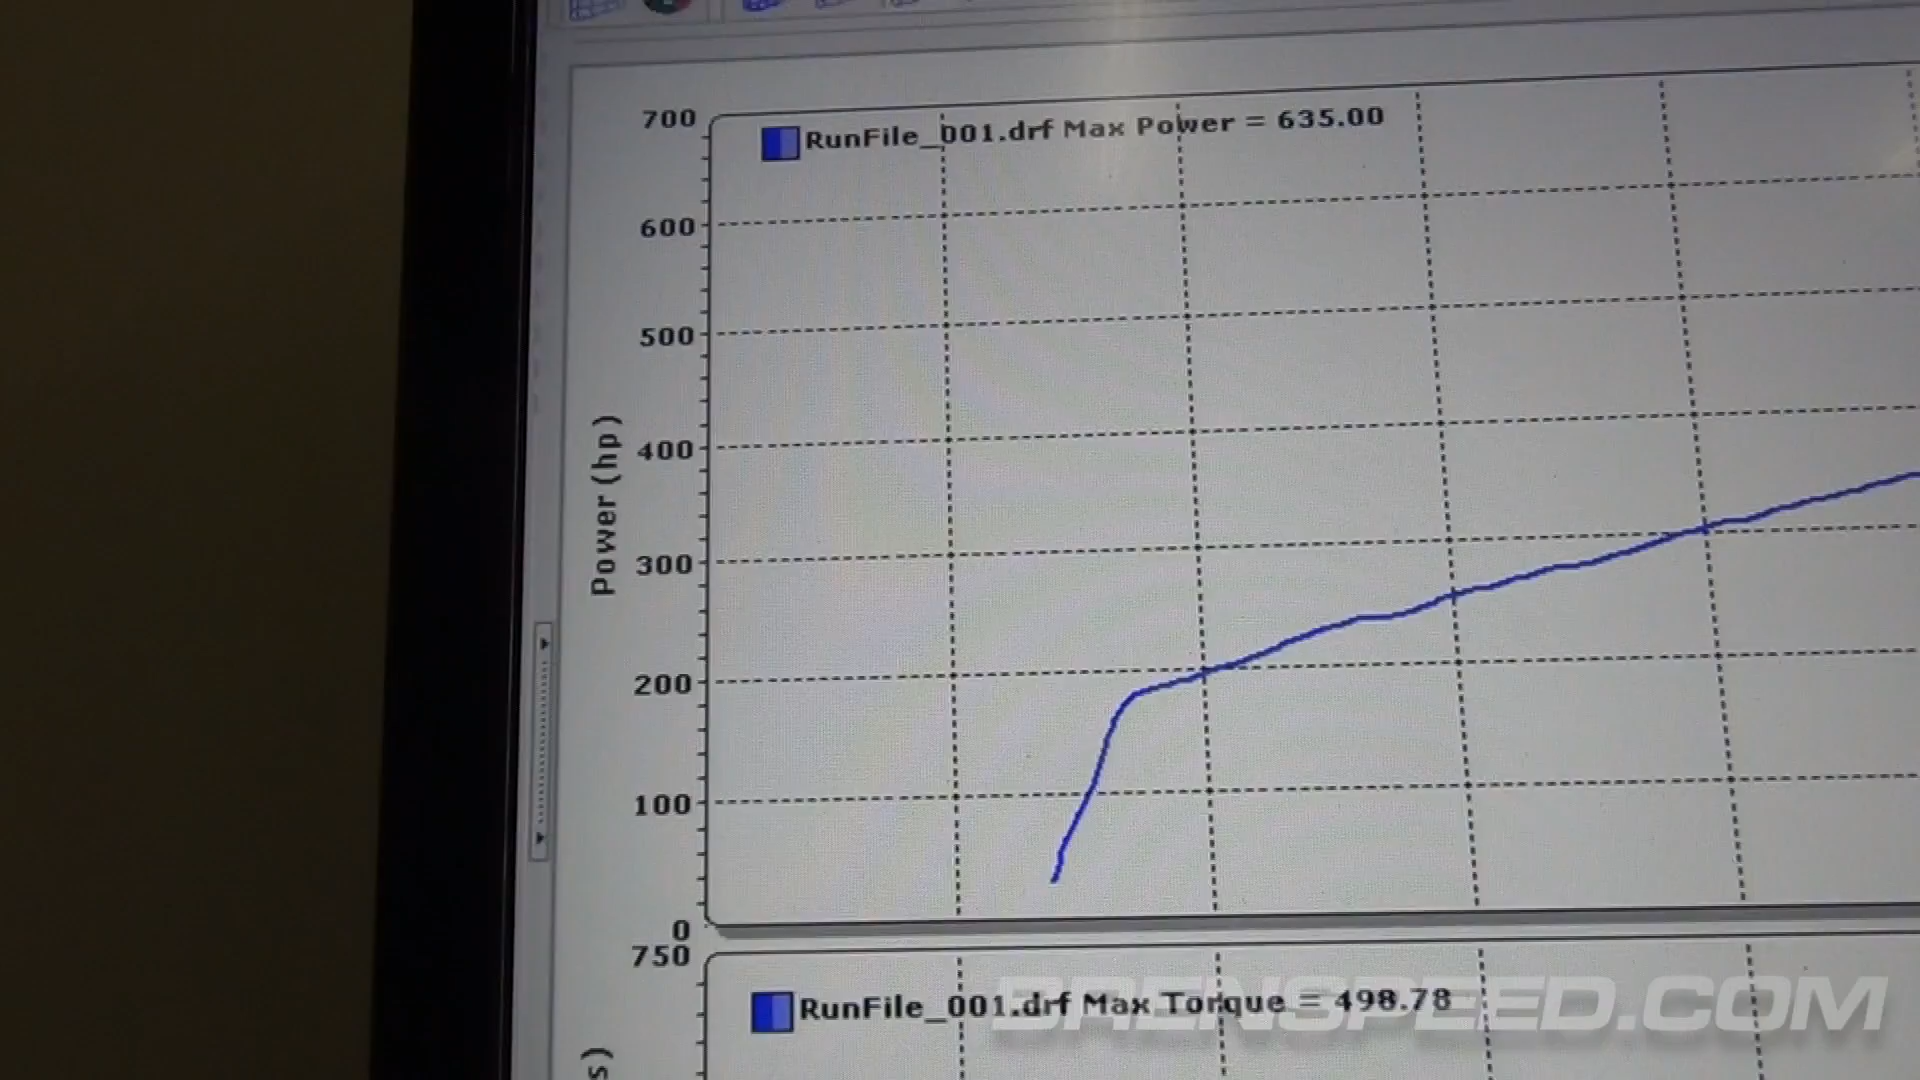 700
RunFile_001.drf Max Power = 635.00
600
500
400
300
200
100
0
Power (hp)
750
RunFile_001.drf Max Torque = 498.78
BRENSPEED.COM
s)